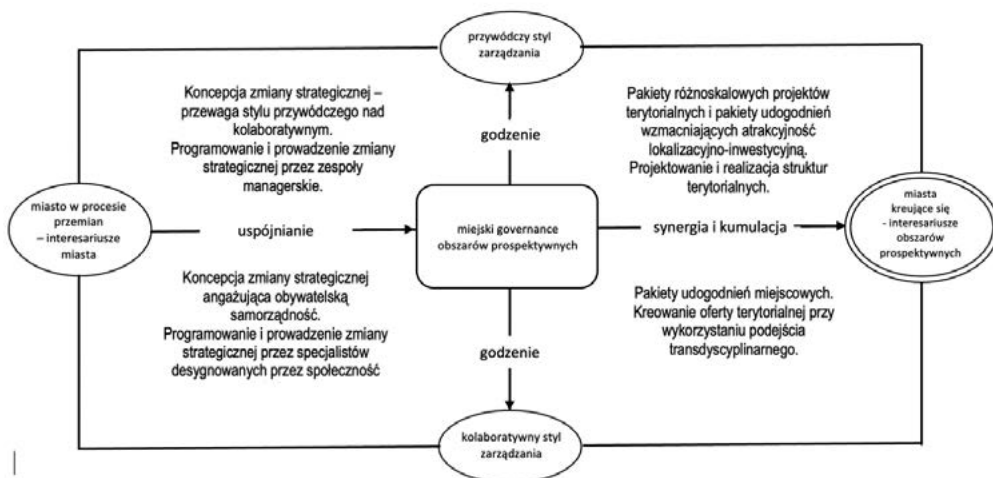 przywódczy styl
zarządzania
Koncepcja zmiany strategicznej –
przewaga stylu przywódczego nad
kolaboratywnym.
Programowanie i prowadzenie zmiany
strategicznej przez zespoły
managerskie.
godzenie
Pakiety różnoskalowych projektów
terytorialnych i pakiety udogodnień
wzmacniających atrakcyjność
lokalizacyjno-inwestycyjną.
Projektowanie i realizacja struktur
terytorialnych.
miasto w procesie
przemian
– interesariusze
miasta
uspójnianie
miejski governance
obszarów prospektywnych
synergia i kumulacja
miasta
kreujące się
- interesariusze
obszarów
prospektywnych
Koncepcja zmiany strategicznej
angażująca obywatelską
samorządność.
Programowanie i prowadzenie zmiany
strategicznej przez specjalistów
desygnowanych przez społeczność
godzenie
Pakiety udogodnień miejscowych.
Kreowanie oferty terytorialnej przy
wykorzystaniu podejścia
transdyscyplinarnego.
kolaboratywny styl
zarządzania